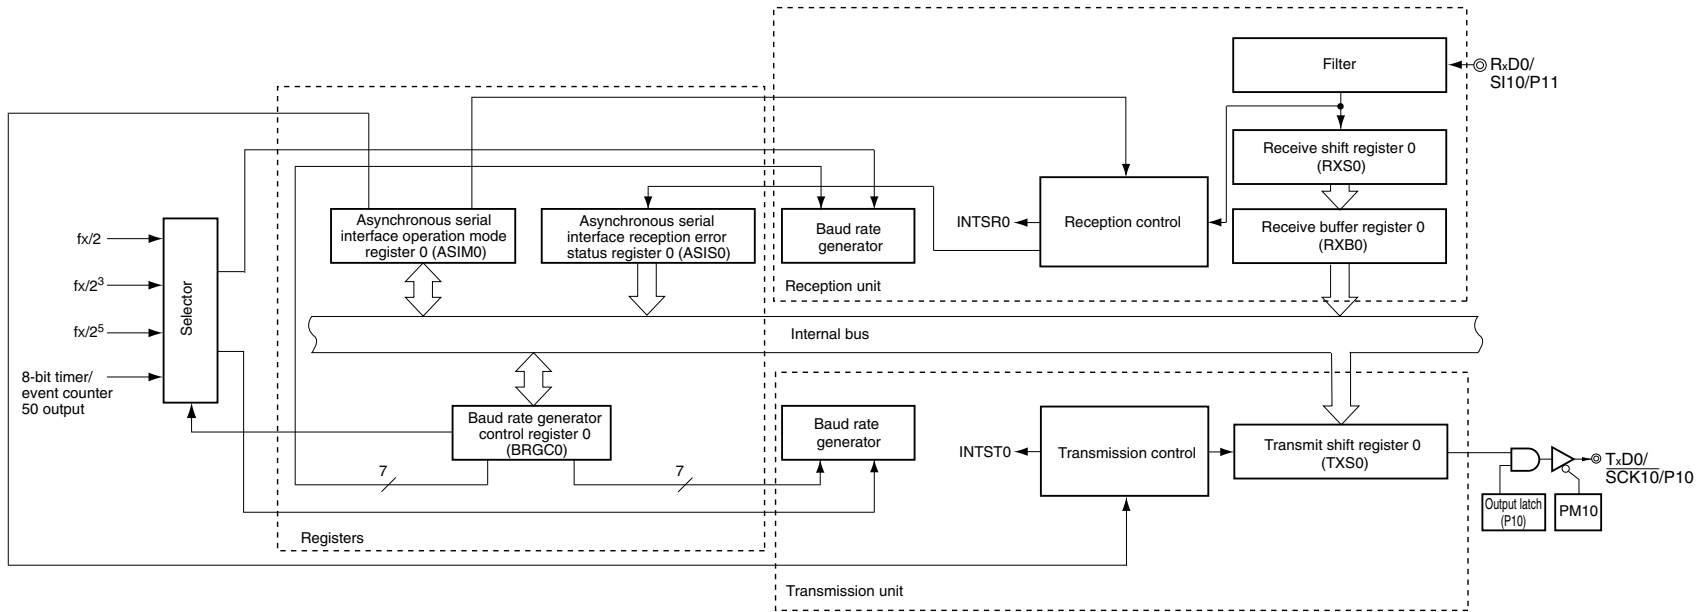 Filter
RxD0/
SI10/P11
Receive shift register 0
(RXS0)
Asynchronous serial
interface operation mode
register 0 (ASIM0)
Asynchronous serial
interface reception error
status register 0 (ASIS0)
Baud rate
generator
INTSR0
Reception control
Receive buffer register 0
(RXB0)
Reception unit
fx/2
fx/2³
fx/2⁵
8-bit timer/
event counter
50 output
Selector
Internal bus
Baud rate generator
control register 0
(BRGC0)
7
7
Registers
Baud rate
generator
INTST0
Transmission control
Transmit shift register 0
(TXS0)
TxD0/
SCK10/P10
Output latch
(P10)
PM10
Transmission unit